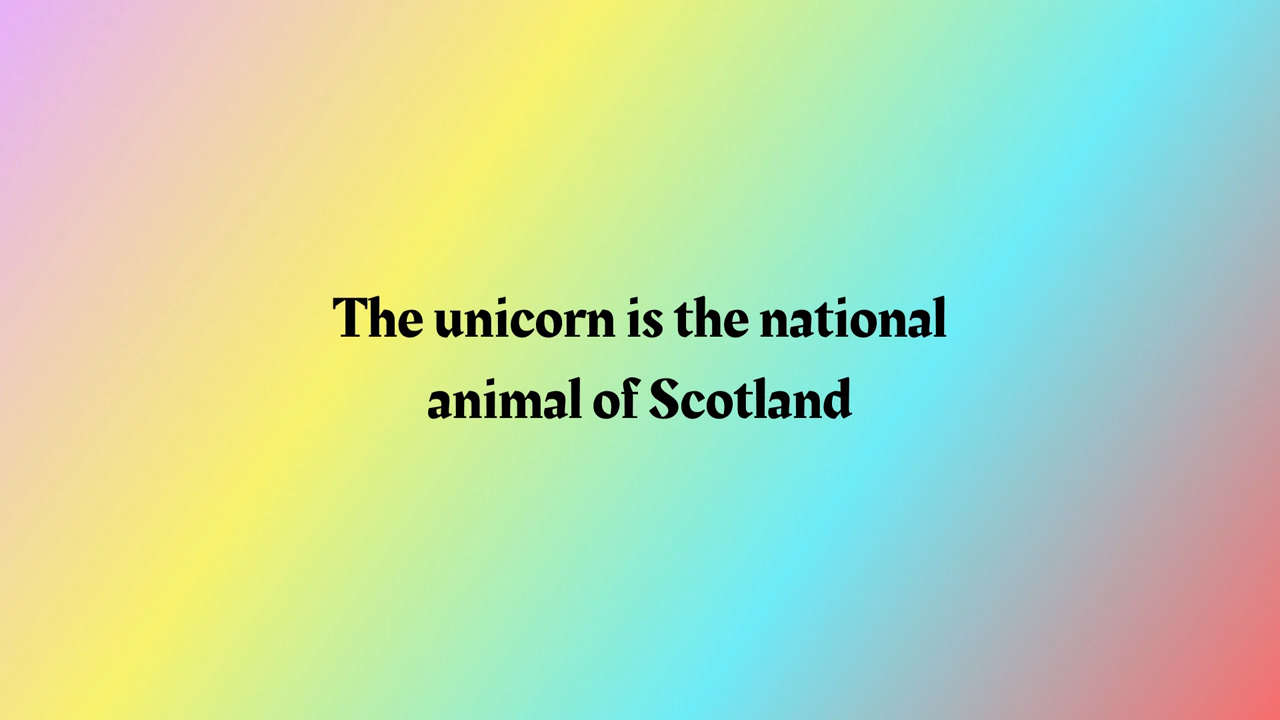 The unicorn is the national
animal of Scotland